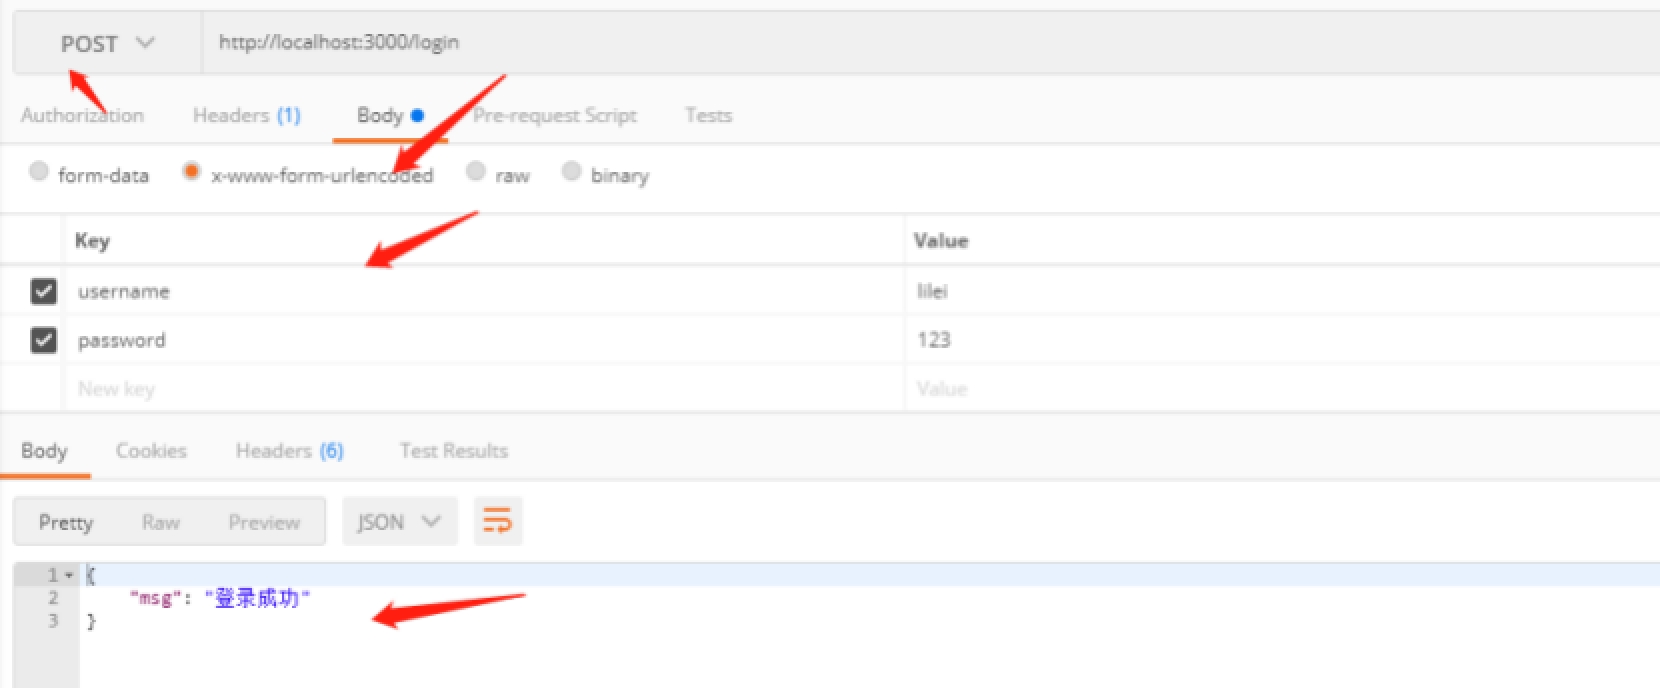 POST http://localhost:3000/login
Authorization Headers (1) Body Pre-request Script Tests
form-data x-www-form-urlencoded raw binary
Key Value
username lilei
password 123
New key Value
Body Cookies Headers (6) Test Results
Pretty Raw Preview JSON
1 {
2 "msg": "登录成功"
3 }